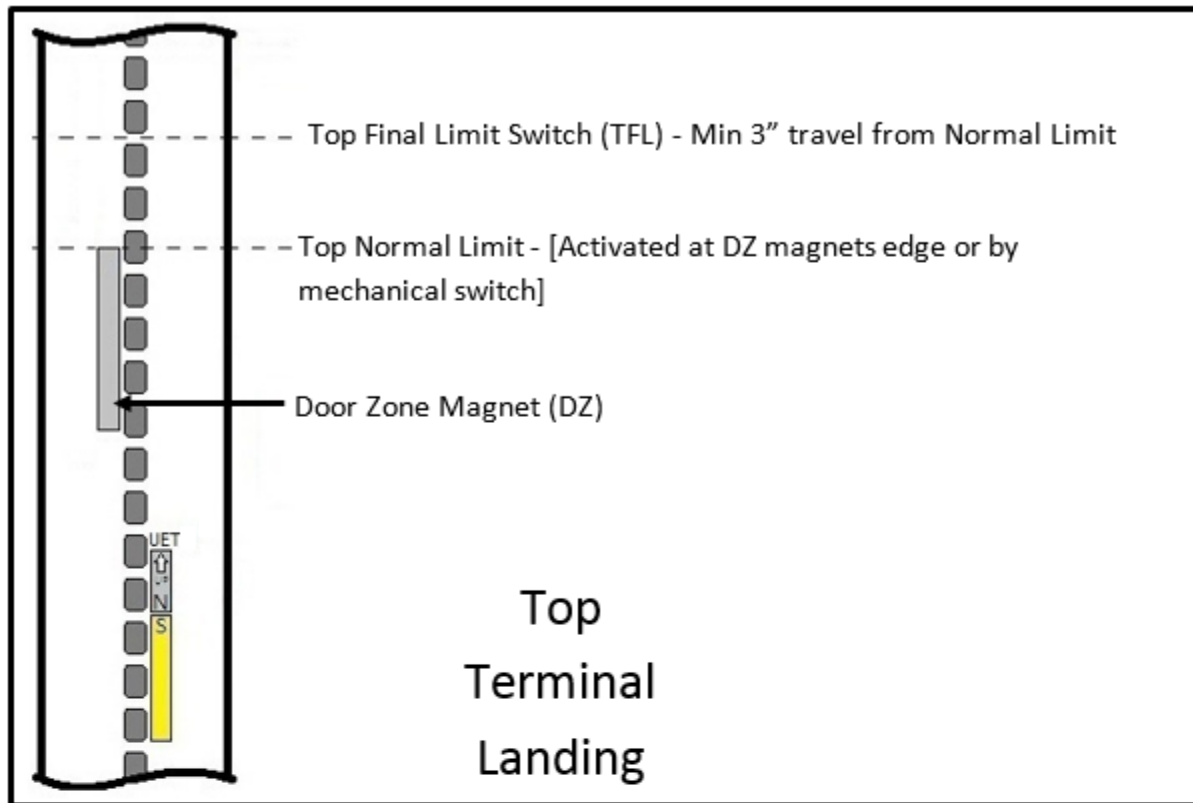 Top Final Limit Switch (TFL) - Min 3” travel from Normal Limit
Top Normal Limit - [Activated at DZ magnets edge or by
mechanical switch]
Door Zone Magnet (DZ)
UET
N
S
Top
Terminal
Landing